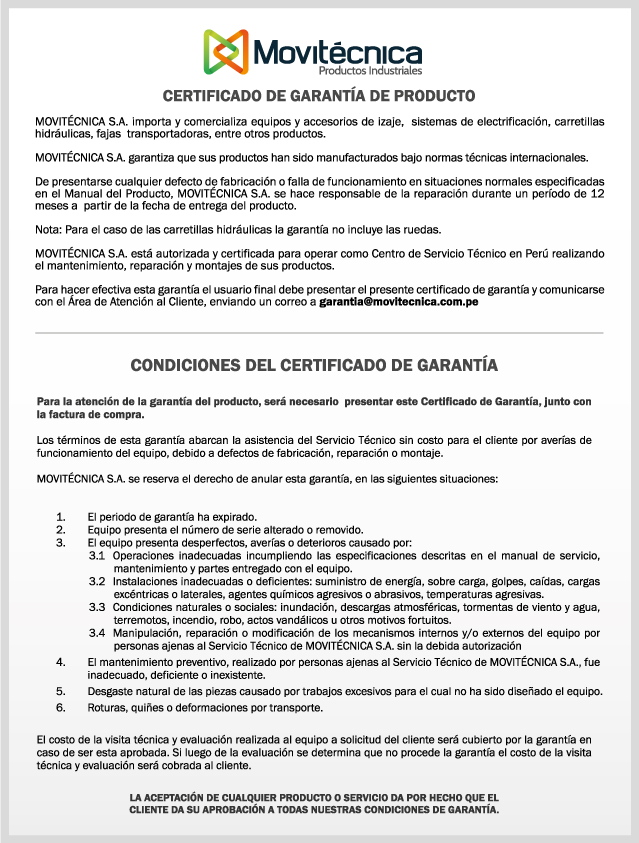 Movitécnica
Productos Industriales
CERTIFICADO DE GARANTÍA DE PRODUCTO
MOVITÉCNICA S.A. importa y comercializa equipos y accesorios de izaje, sistemas de electrificación, carretillas
hidráulicas, fajas transportadoras, entre otros productos.
MOVITÉCNICA S.A. garantiza que sus productos han sido manufacturados bajo normas técnicas internacionales.
De presentarse cualquier defecto de fabricación o falla de funcionamiento en situaciones normales especificadas
en el Manual del Producto, MOVITÉCNICA S.A. se hace responsable de la reparación durante un período de 12
meses a partir de la fecha de entrega del producto.
Nota: Para el caso de las carretillas hidráulicas la garantía no incluye las ruedas.
MOVITÉCNICA S.A. está autorizada y certificada para operar como Centro de Servicio Técnico en Perú realizando
el mantenimiento, reparación y montajes de sus productos.
Para hacer efectiva esta garantía el usuario final debe presentar el presente certificado de garantía y comunicarse
con el Área de Atención al Cliente, enviando un correo a garantia@movitecnica.com.pe
CONDICIONES DEL CERTIFICADO DE GARANTÍA
Para la atención de la garantía del producto, será necesario presentar este Certificado de Garantía, junto con
la factura de compra.
Los términos de esta garantía abarcan la asistencia del Servicio Técnico sin costo para el cliente por averías de
funcionamiento del equipo, debido a defectos de fabricación, reparación o montaje.
MOVITÉCNICA S.A. se reserva el derecho de anular esta garantía, en las siguientes situaciones:
1. El periodo de garantía ha expirado.
2. Equipo presenta el número de serie alterado o removido.
3. El equipo presenta desperfectos, averías o deterioros causado por:
3.1 Operaciones inadecuadas incumpliendo las especificaciones descritas en el manual de servicio,
mantenimiento y partes entregado con el equipo.
3.2 Instalaciones inadecuadas o deficientes: suministro de energía, sobre carga, golpes, caídas, cargas
excéntricas o laterales, agentes químicos agresivos o abrasivos, temperaturas agresivas.
3.3 Condiciones naturales o sociales: inundación, descargas atmosféricas, tormentas de viento y agua,
terremotos, incendio, robo, actos vandálicos u otros motivos fortuitos.
3.4 Manipulación, reparación o modificación de los mecanismos internos y/o externos del equipo por
personas ajenas al Servicio Técnico de MOVITÉCNICA S.A. sin la debida autorización
4. El mantenimiento preventivo, realizado por personas ajenas al Servicio Técnico de MOVITÉCNICA S.A., fue
inadecuado, deficiente o inexistente.
5. Desgaste natural de las piezas causado por trabajos excesivos para el cual no ha sido diseñado el equipo.
6. Roturas, quiñes o deformaciones por transporte.
El costo de la visita técnica y evaluación realizada al equipo a solicitud del cliente será cubierto por la garantía en
caso de ser esta aprobada. Si luego de la evaluación se determina que no procede la garantía el costo de la visita
técnica y evaluación será cobrada al cliente.
LA ACEPTACIÓN DE CUALQUIER PRODUCTO O SERVICIO DA POR HECHO QUE EL
CLIENTE DA SU APROBACIÓN A TODAS NUESTRAS CONDICIONES DE GARANTÍA.